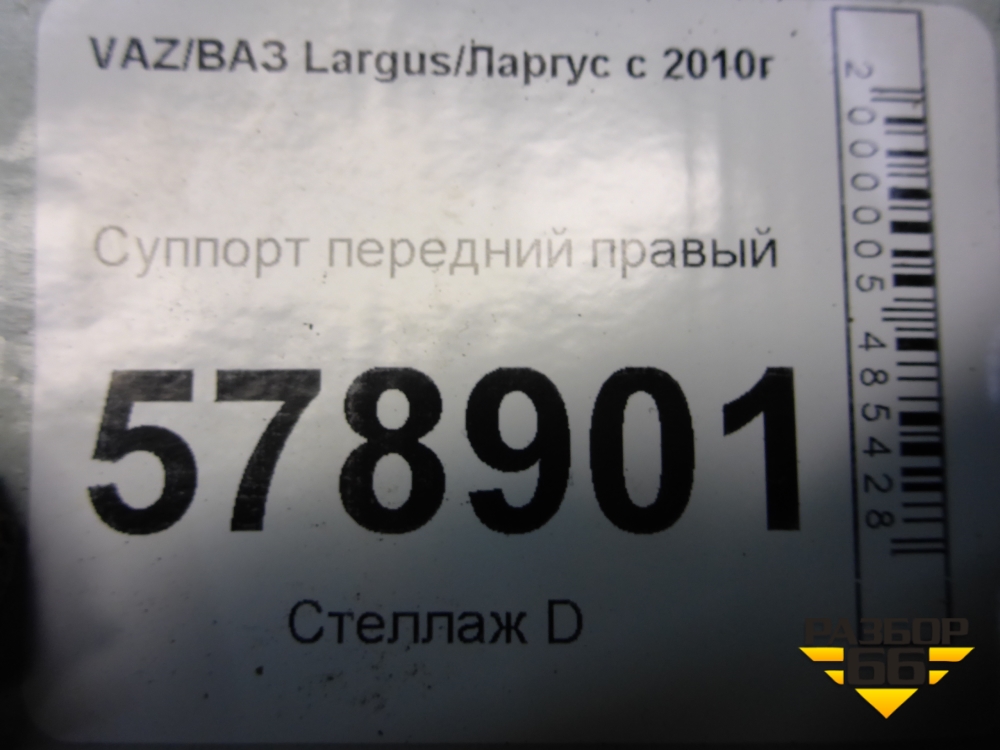 VAZ/ВАЗ Largus/Ларгус с 2010г
Суппорт передний правый
578901
Стеллаж D
2000005485428
РАЗБОР
66